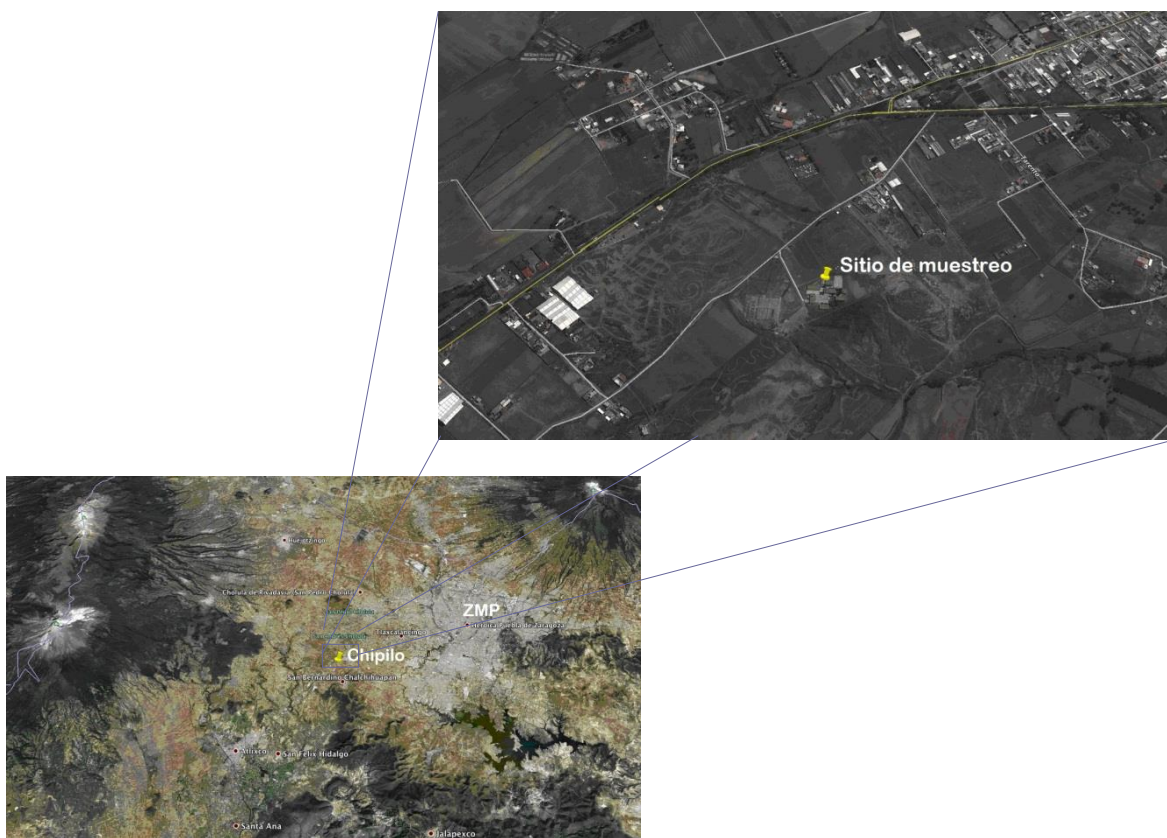 Sitio de muestreo
Cholula de Rivadavia (San Pedro Cholula)
ZMP
Heroica Puebla de Zaragoza
Tlaxcalancingo
Chipilo
San Bernardino Chalchihuapan
Atlixco
San Felix Hidalgo
Santa Ana
Jalapexco